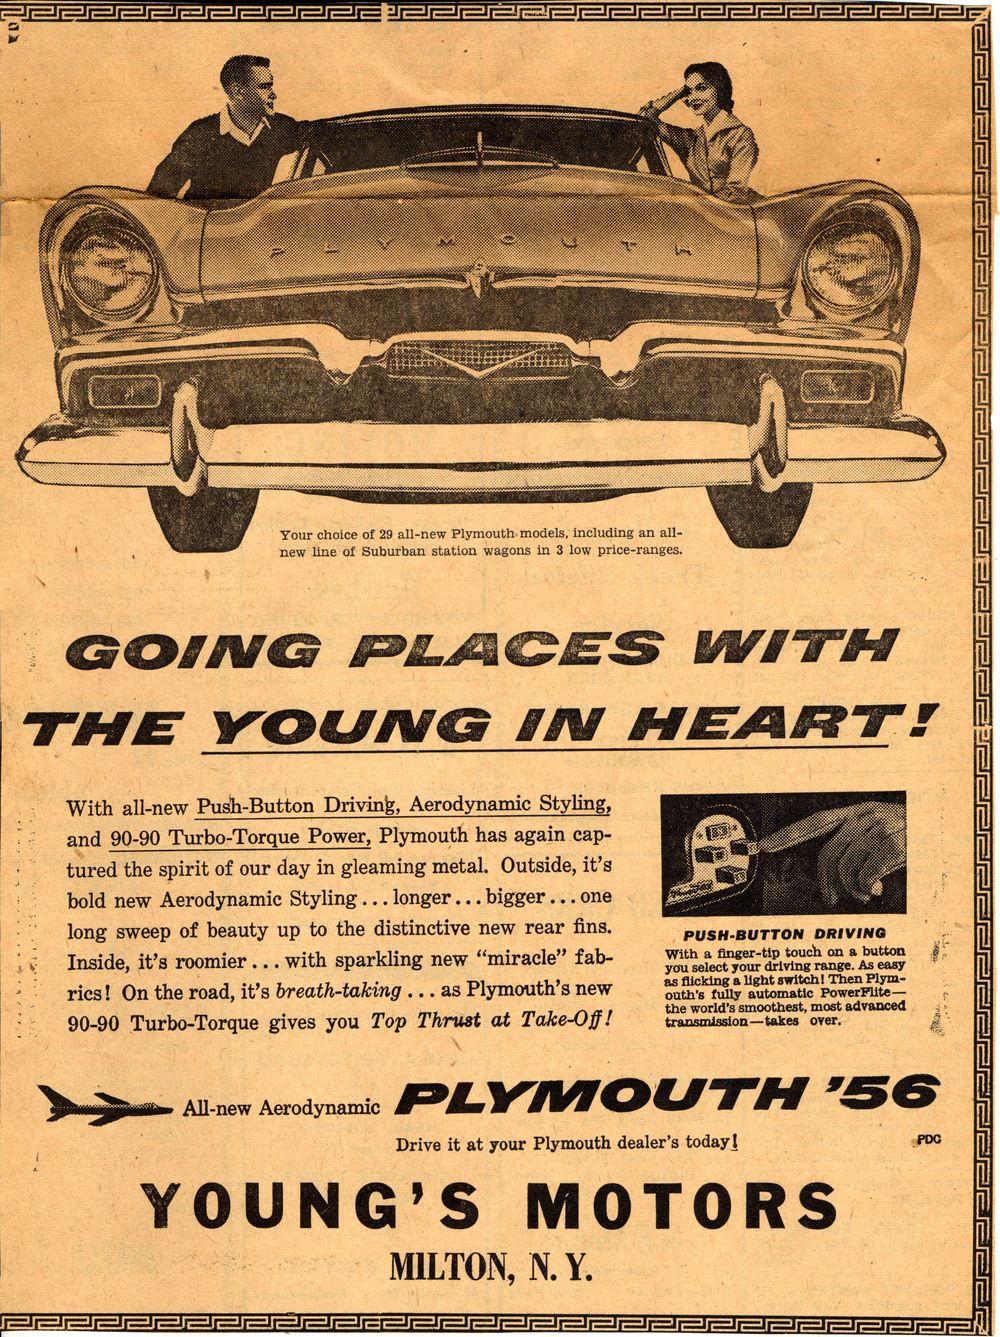 PLYMOUTH
Your choice of 29 all-new Plymouth models, including an all-
new line of Suburban station wagons in 3 low price-ranges.
GOING PLACES WITH
THE YOUNG IN HEART!
With all-new Push-Button Driving, Aerodynamic Styling,
and 90-90 Turbo-Torque Power, Plymouth has again cap-
tured the spirit of our day in gleaming metal. Outside, it's
bold new Aerodynamic Styling ... longer ... bigger ... one
long sweep of beauty up to the distinctive new rear fins.
Inside, it's roomier ... with sparkling new "miracle" fab-
rics! On the road, it's breath-taking ... as Plymouth's new
90-90 Turbo-Torque gives you Top Thrust at Take-Off!
PUSH-BUTTON DRIVING
With a finger-tip touch on a button
you select your driving range. As easy
as flicking a light switch! Then Plym-
outh's fully automatic PowerFlite—
the world's smoothest, most advanced
transmission—takes over.
All-new Aerodynamic PLYMOUTH '56
Drive it at your Plymouth dealer's today!
PDG
YOUNG'S MOTORS
MILTON, N. Y.